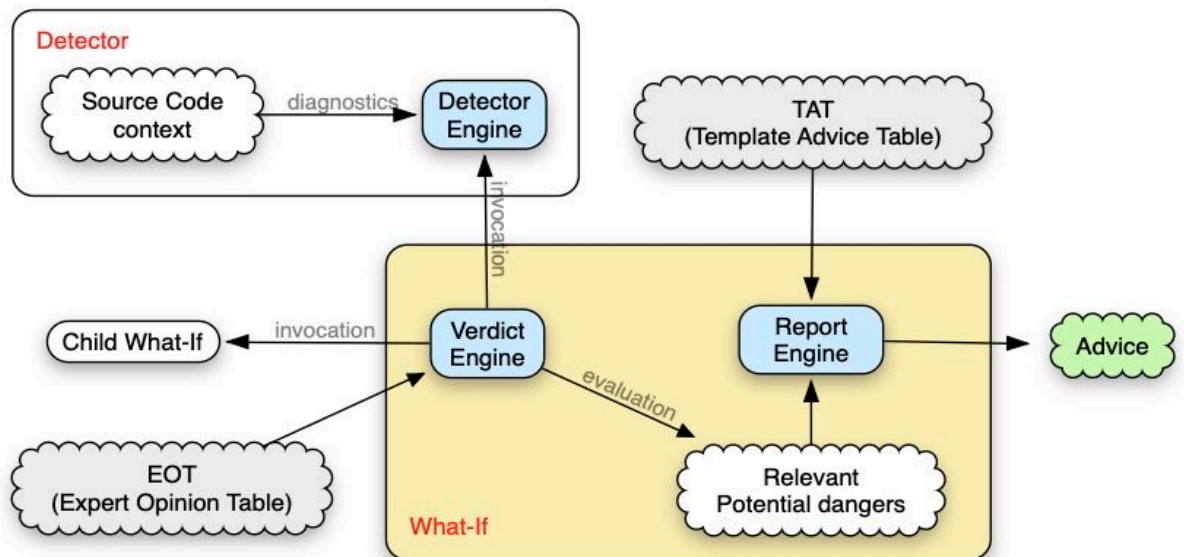 Detector
Source Code
context
diagnostics
Detector
Engine
TAT
(Template Advice Table)
invocation
Child What-If
invocation
Verdict
Engine
Report
Engine
Advice
evaluation
EOT
(Expert Opinion Table)
Relevant
Potential dangers
What-If